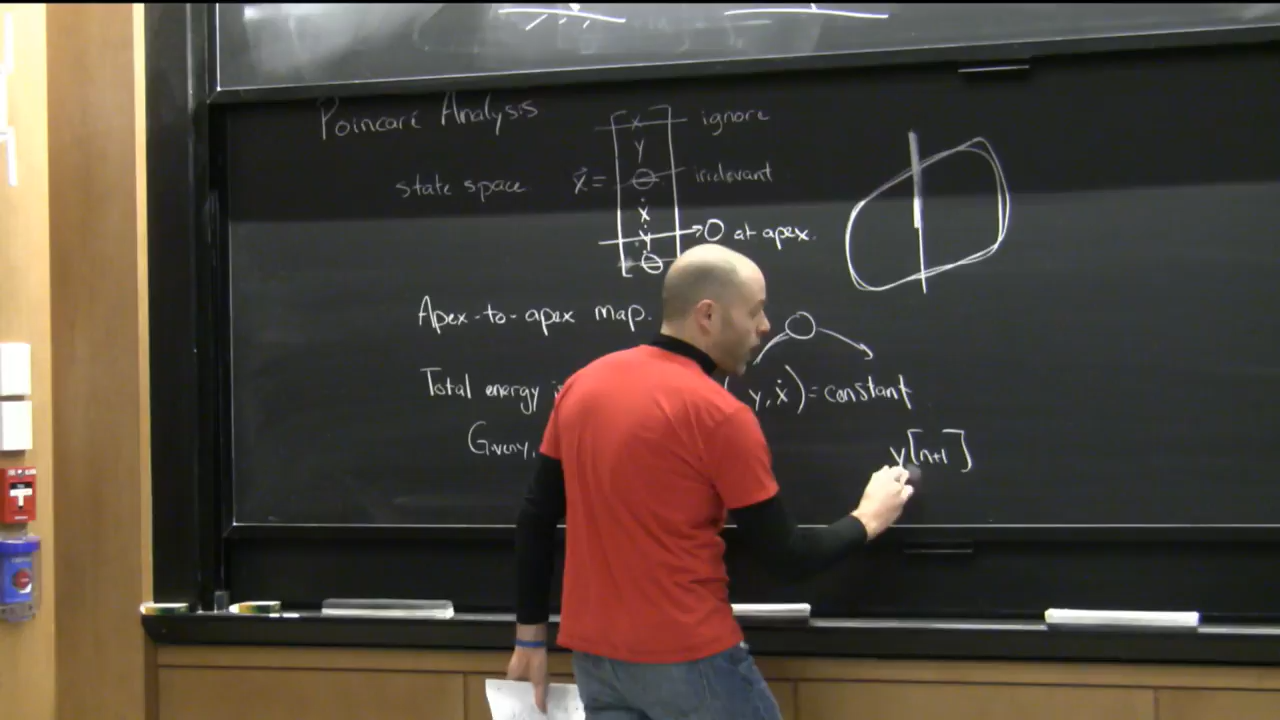 Poincaré Analysis
x ignore
y
state space x⃗ = θ irrelevant
ẋ
ẏ → 0 at apex.
θ̇
Apex-to-apex map.
Total energy y, ẋ) = constant
Given y, y[n+1]